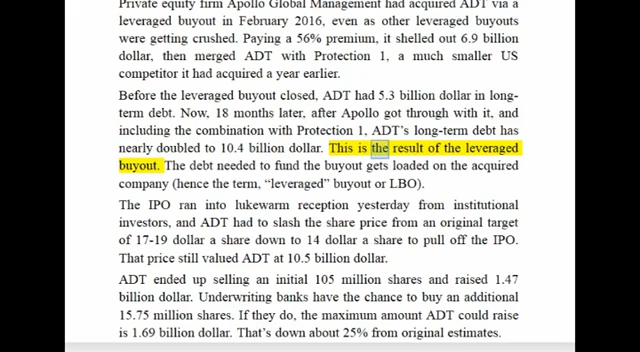 Private equity firm Apollo Global Management had acquired ADT via a
leveraged buyout in February 2016, even as other leveraged buyouts
were getting crushed. Paying a 56% premium, it shelled out 6.9 billion
dollar, then merged ADT with Protection 1, a much smaller US
competitor it had acquired a year earlier.
Before the leveraged buyout closed, ADT had 5.3 billion dollar in long-
term debt. Now, 18 months later, after Apollo got through with it, and
including the combination with Protection 1, ADT's long-term debt has
nearly doubled to 10.4 billion dollar. This is the result of the leveraged
buyout. The debt needed to fund the buyout gets loaded on the acquired
company (hence the term, "leveraged" buyout or LBO).
The IPO ran into lukewarm reception yesterday from institutional
investors, and ADT had to slash the share price from an original target
of 17-19 dollar a share down to 14 dollar a share to pull off the IPO.
That price still valued ADT at 10.5 billion dollar.
ADT ended up selling an initial 105 million shares and raised 1.47
billion dollar. Underwriting banks have the chance to buy an additional
15.75 million shares. If they do, the maximum amount ADT could raise
is 1.69 billion dollar. That's down about 25% from original estimates.